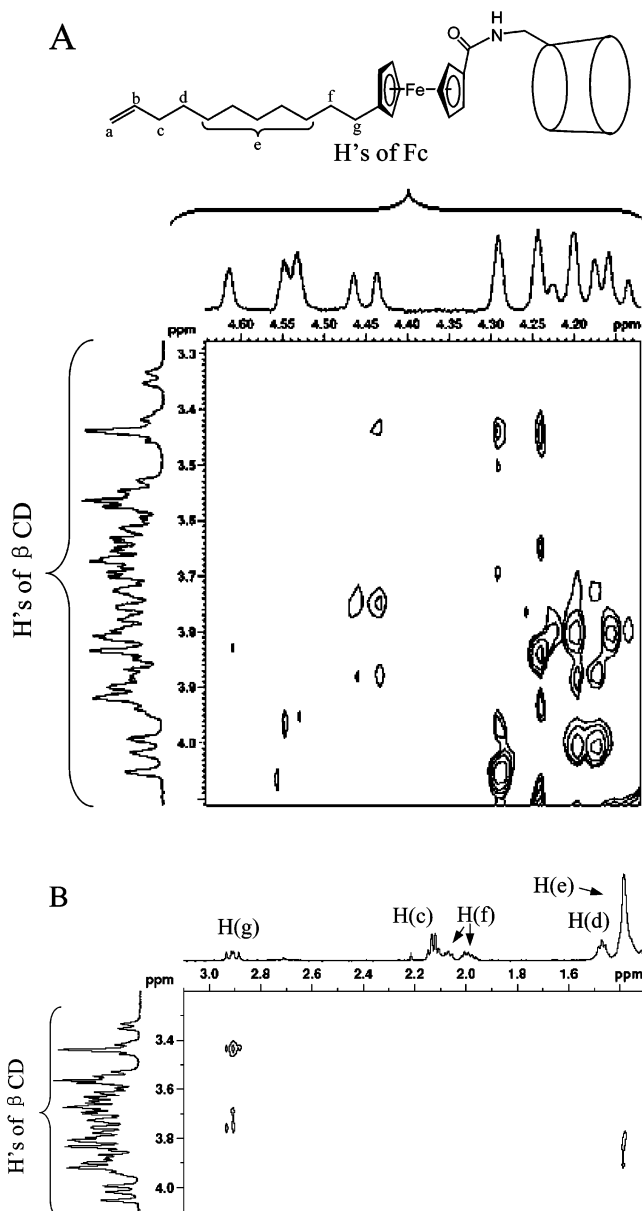 A
O
H
N
Fe
b
d
f
a
c
e
g
H's of Fc
4.60 4.55 4.50 4.45 4.40 4.35 4.30 4.25 4.20 ppm
ppm
3.3
3.4
3.5
3.6
3.7
3.8
3.9
4.0
H's of β CD
B
H(g)
H(c)
H(f)
H(e)
H(d)
ppm
3.0 2.8 2.6 2.4 2.2 2.0 1.8 1.6 ppm
3.4
3.6
3.8
4.0
H's of β CD